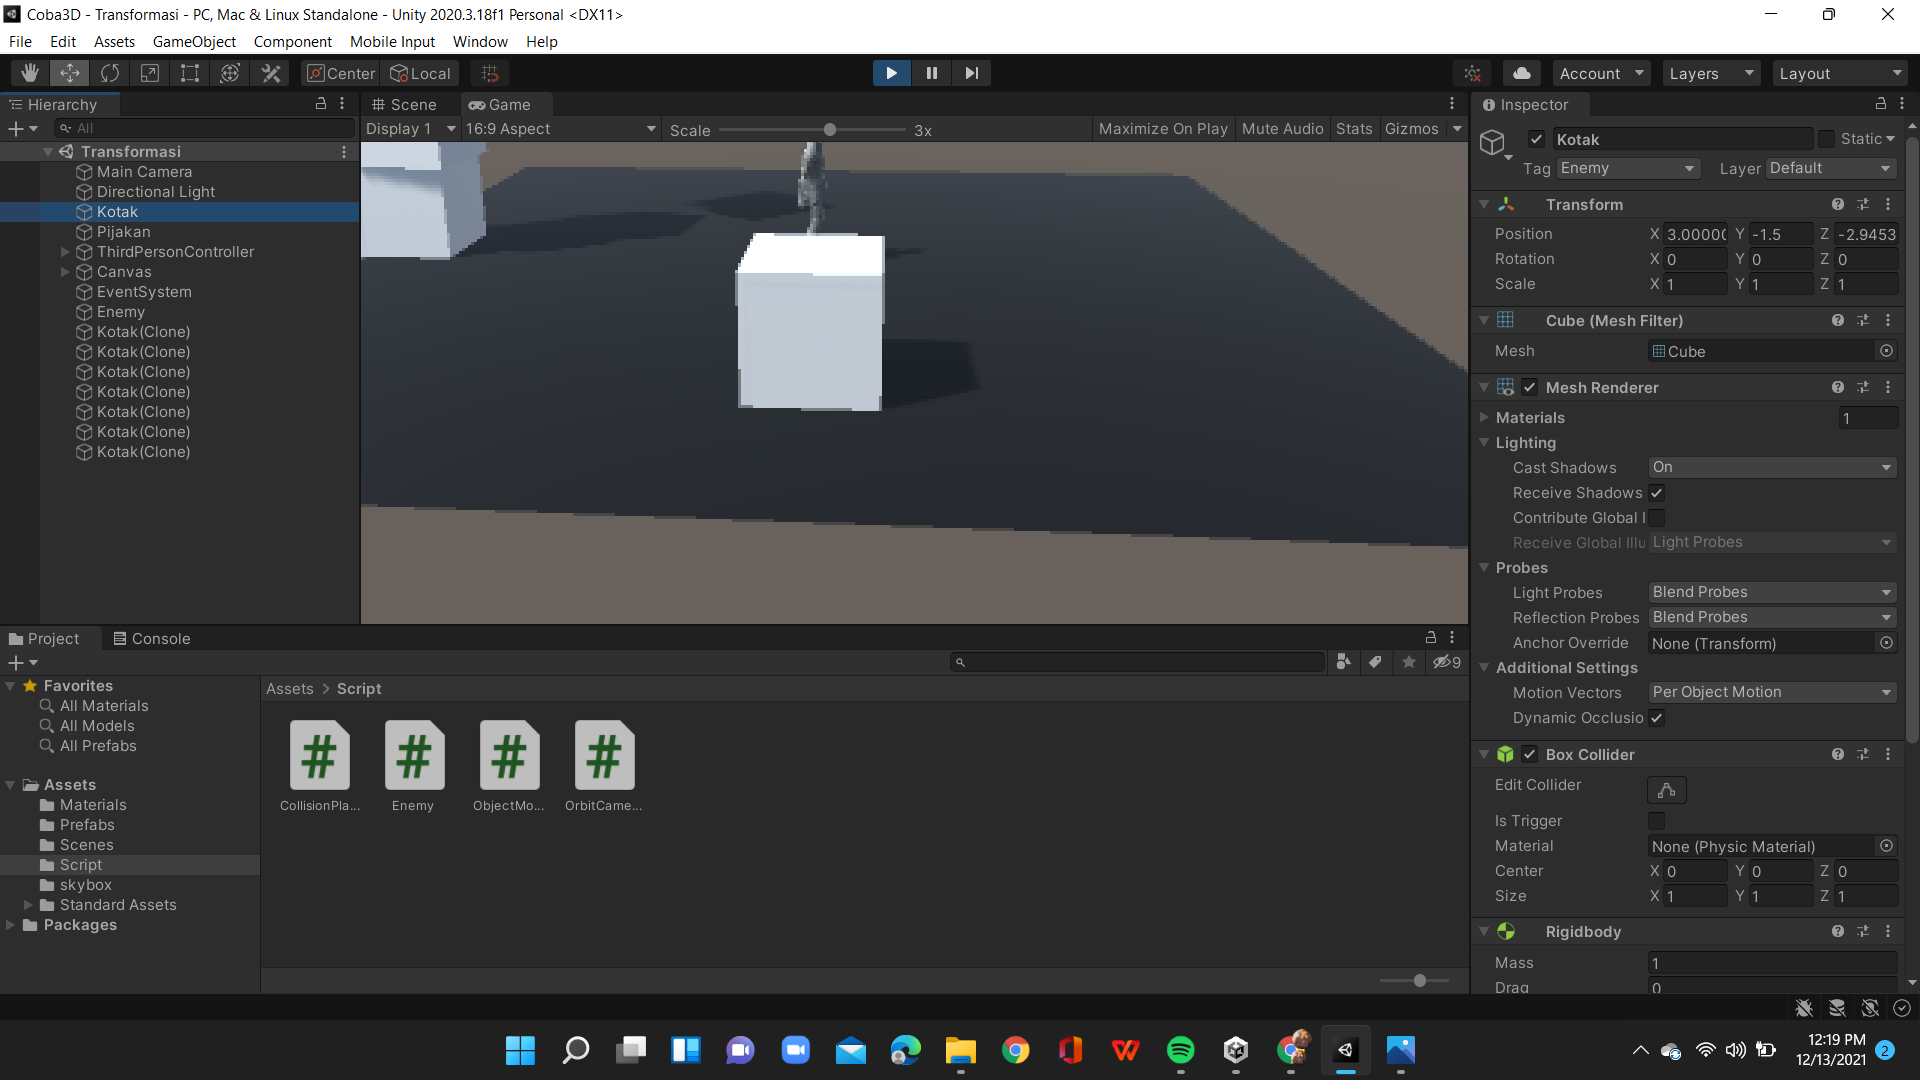 Coba3D - Transformasi - PC, Mac & Linux Standalone - Unity 2020.3.18f1 Personal <DX11>
File Edit Assets GameObject Component Mobile Input Window Help
Center Local Account Layers Layout
Hierarchy
All
Transformasi
Main Camera
Directional Light
Kotak
Pijakan
ThirdPersonController
Canvas
EventSystem
Enemy
Kotak(Clone)
Kotak(Clone)
Kotak(Clone)
Kotak(Clone)
Kotak(Clone)
Kotak(Clone)
Kotak(Clone)
Scene Game
Display 1 16:9 Aspect Scale 3x Maximize On Play Mute Audio Stats Gizmos
Inspector
Kotak Static
Tag Enemy Layer Default
Transform
Position X 3.00000 Y -1.5 Z -2.9453
Rotation X 0 Y 0 Z 0
Scale X 1 Y 1 Z 1
Cube (Mesh Filter)
Mesh Cube
Mesh Renderer
Materials 1
Lighting
Cast Shadows On
Receive Shadows
Contribute Global I
Receive Global Illu Light Probes
Probes
Light Probes Blend Probes
Reflection Probes Blend Probes
Anchor Override None (Transform)
Additional Settings
Motion Vectors Per Object Motion
Dynamic Occlusio
Box Collider
Edit Collider
Is Trigger
Material None (Physic Material)
Center X 0 Y 0 Z 0
Size X 1 Y 1 Z 1
Rigidbody
Mass 1
Drag 0
Project Console
9
Favorites
All Materials
All Models
All Prefabs
Assets
Materials
Prefabs
Scenes
Script
skybox
Standard Assets
Packages
Assets > Script
CollisionPla... Enemy ObjectMo... OrbitCame...
12:19 PM
12/13/2021
2